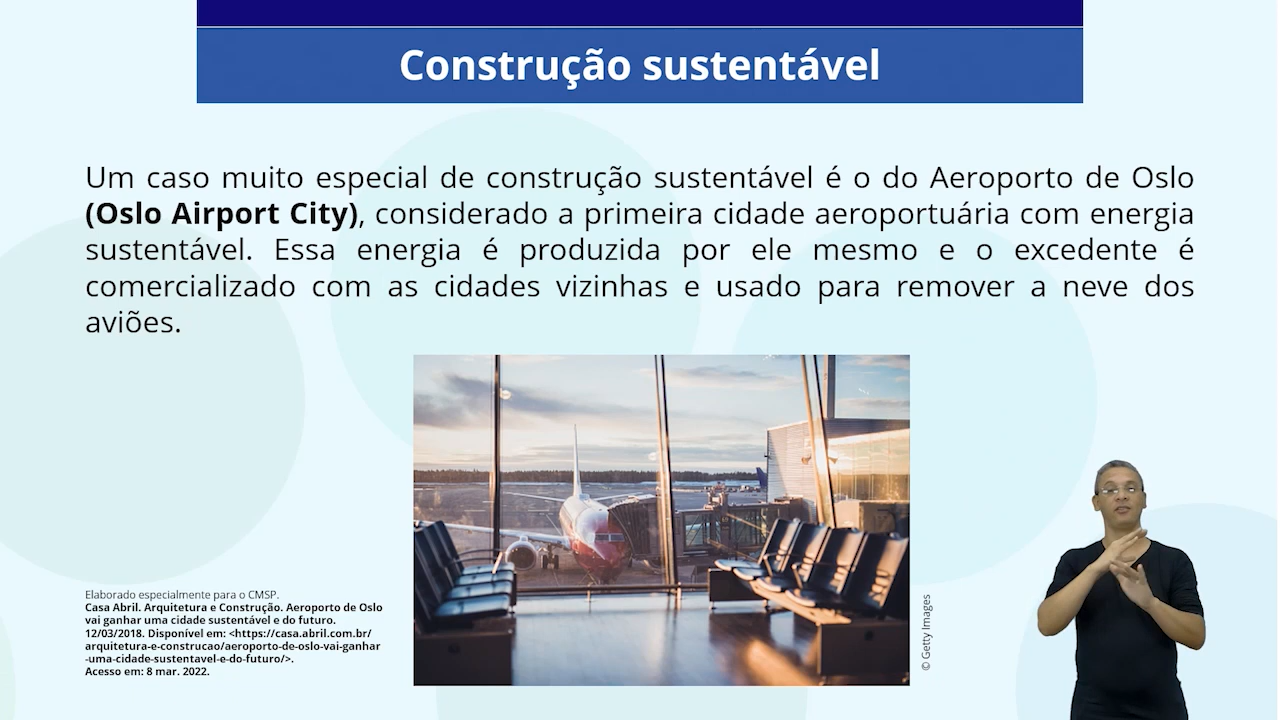 Construção sustentável
Um caso muito especial de construção sustentável é o do Aeroporto de Oslo
(Oslo Airport City), considerado a primeira cidade aeroportuária com energia
sustentável. Essa energia é produzida por ele mesmo e o excedente é
comercializado com as cidades vizinhas e usado para remover a neve dos
aviões.
Elaborado especialmente para o CMSP.
Casa Abril. Arquitetura e Construção. Aeroporto de Oslo
vai ganhar uma cidade sustentável e do futuro.
12/03/2018. Disponível em: <https://casa.abril.com.br/
arquitetura-e-construcao/aeroporto-de-oslo-vai-ganhar
-uma-cidade-sustentavel-e-do-futuro/>.
Acesso em: 8 mar. 2022.
© Getty Images